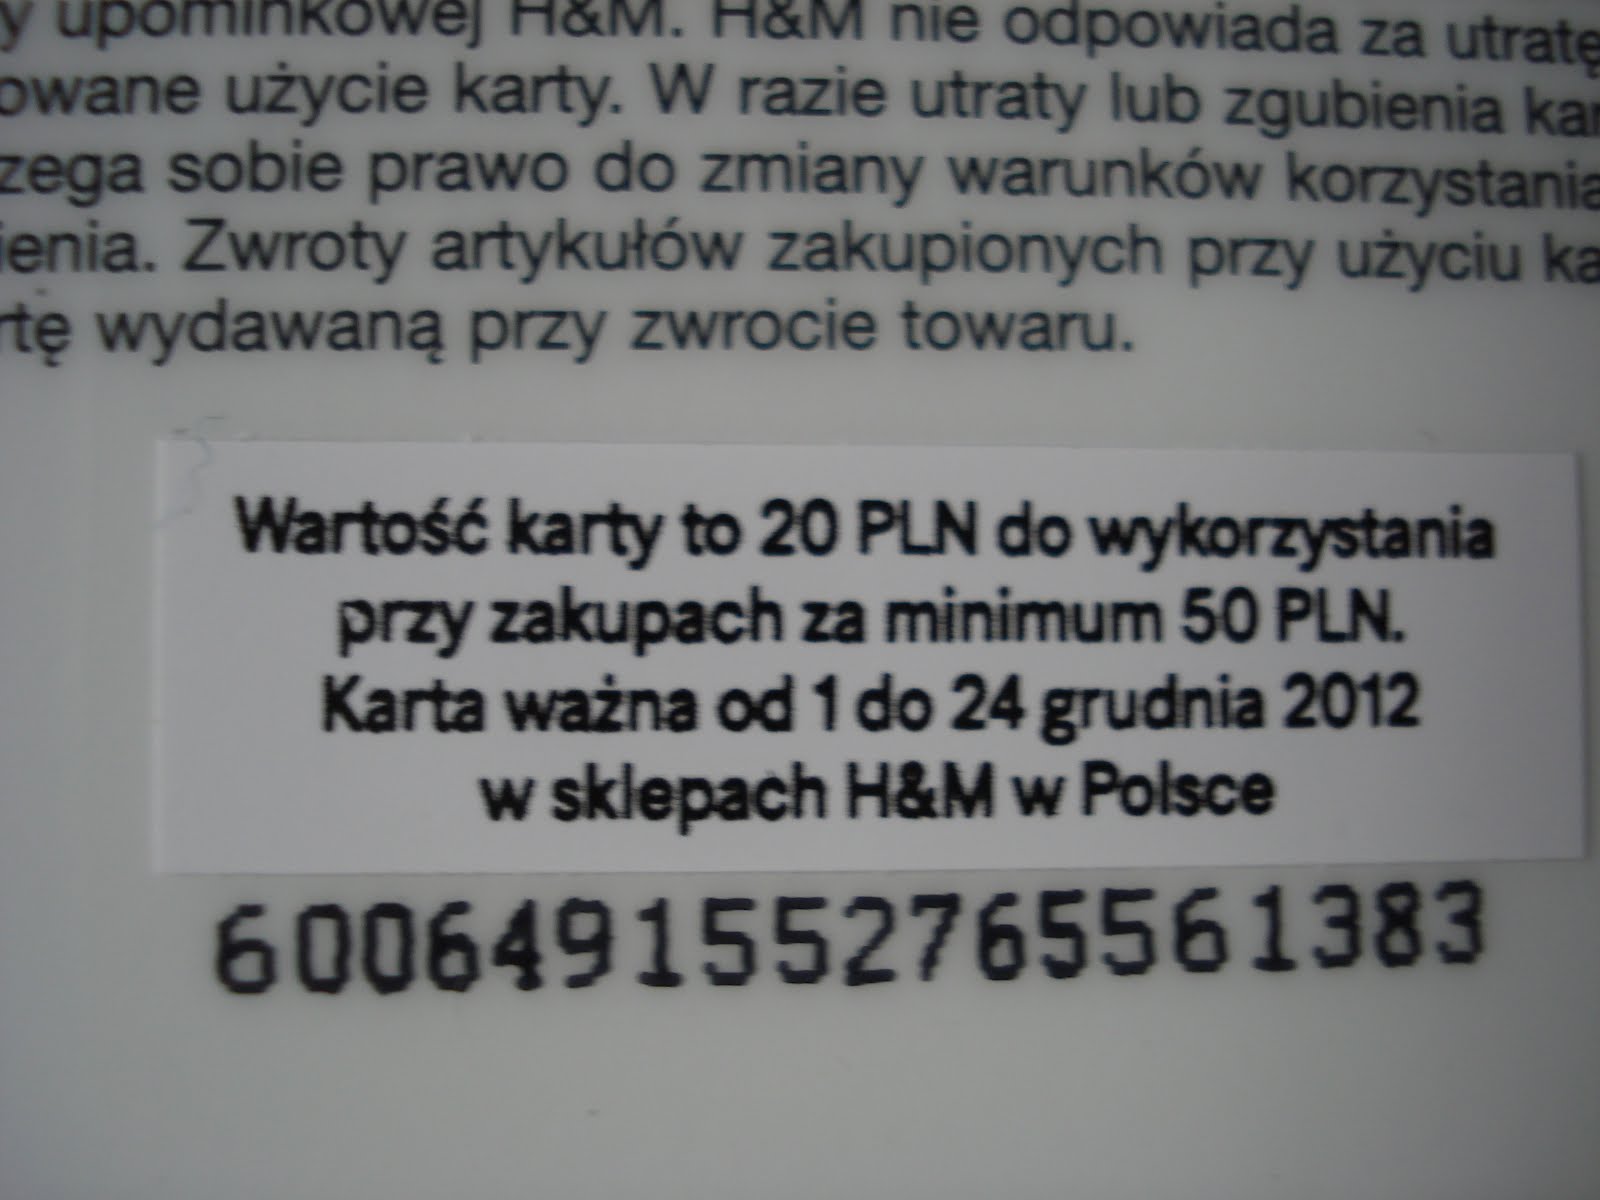 y upominkowej H&M. H&M nie odpowiada za utratę
owane użycie karty. W razie utraty lub zgubienia kar
zega sobie prawo do zmiany warunków korzystania
ienia. Zwroty artykułów zakupionych przy użyciu ka
rtę wydawaną przy zwrocie towaru.
Wartość karty to 20 PLN do wykorzystania
przy zakupach za minimum 50 PLN.
Karta ważna od 1 do 24 grudnia 2012
w sklepach H&M w Polsce
6006491552765561383